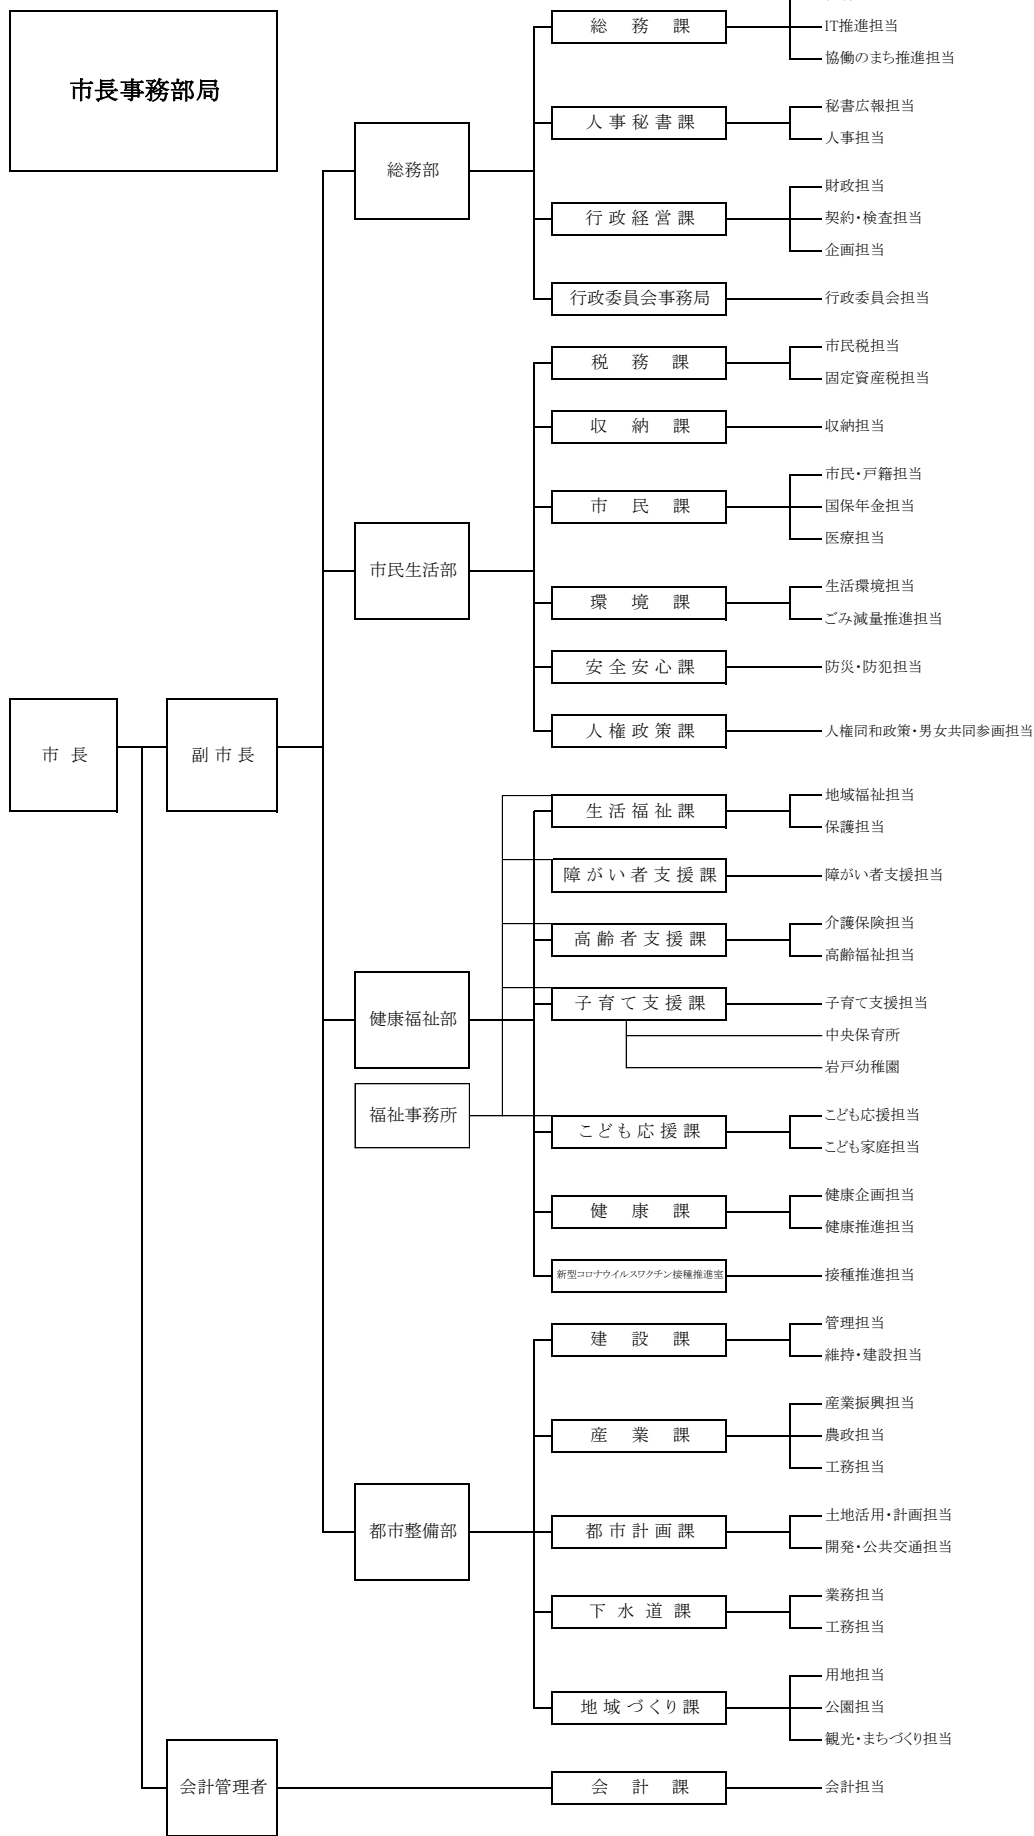 市長事務部局
総務課
IT推進担当
協働のまち推進担当
人事秘書課
秘書広報担当
人事担当
総務部
行政経営課
財政担当
契約・検査担当
企画担当
行政委員会事務局
行政委員会担当
税務課
市民税担当
固定資産税担当
収納課
収納担当
市民課
市民・戸籍担当
国保年金担当
医療担当
市民生活部
環境課
生活環境担当
ごみ減量推進担当
安全安心課
防災・防犯担当
人権政策課
人権同和政策・男女共同参画担当
市長
副市長
生活福祉課
地域福祉担当
保護担当
障がい者支援課
障がい者支援担当
高齢者支援課
介護保険担当
高齢福祉担当
健康福祉部
子育て支援課
子育て支援担当
中央保育所
岩戸幼稚園
福祉事務所
こども応援課
こども応援担当
こども家庭担当
健康課
健康企画担当
健康推進担当
新型コロナウイルスワクチン接種推進室
接種推進担当
建設課
管理担当
維持・建設担当
産業課
産業振興担当
農政担当
工務担当
都市整備部
都市計画課
土地活用・計画担当
開発・公共交通担当
下水道課
業務担当
工務担当
地域づくり課
用地担当
公園担当
観光・まちづくり担当
会計管理者
会計課
会計担当